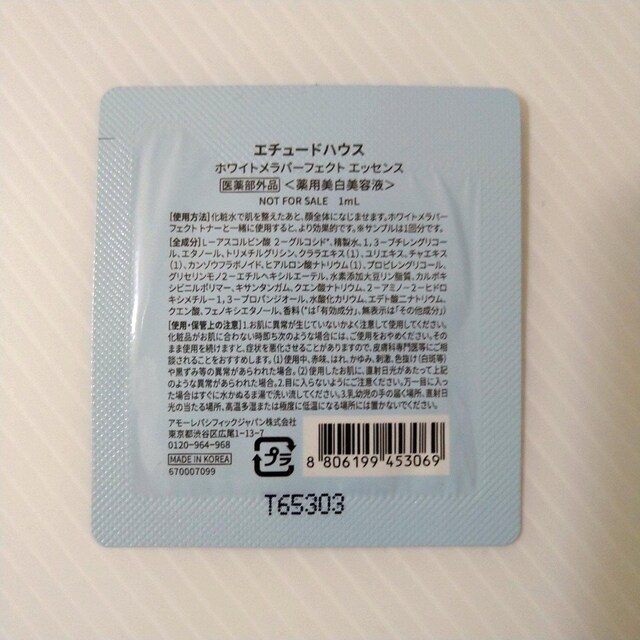 エチュードハウス
ホワイトメラパーフェクト エッセンス
医薬部外品 <薬用美白美容液>
NOT FOR SALE 1mL
[使用方法]化粧水で肌を整えたあと、顔全体になじませます。ホワイトメラパー
フェクトトナーと一緒に使用すると、より効果的です。※サンプルは1回分です。
[全成分]L－アスコルビン酸 2－グルコシド*、精製水、1，3－ブチレングリコー
ル、エタノール、トリメチルグリシン、クララエキス(1)、ユリエキス、チャエキス
(1)、カンゾウフラボノイド、ヒアルロン酸ナトリウム(1)、プロピレングリコール、
グリセリンモノ2－エチルヘキシルエーテル、水素添加大豆リン脂質、カルボキ
シビニルポリマー、キサンタンガム、クエン酸ナトリウム、2－アミノー2－ヒドロ
キシメチルー1，3－プロパンジオール、水酸化カリウム、エデト酸二ナトリウム、
クエン酸、フェノキシエタノール、香料(*は「有効成分」、無表示は「その他成分」)
[使用・保管上の注意]1.お肌に異常が生じていないかよく注意して使用してください。
化粧品がお肌に合わない時即ち次のような場合には、ご使用をおやめください。その
まま使用を続けますと、症状を悪化させることがありますので、皮膚科専門医等にご相
談されることをおすすめします。(1)使用中、赤味、はれ、かゆみ、刺激、色抜け(白斑等)
や黒ずみ等の異常があらわれた場合。(2)使用したお肌に、直射日光があたって上記
のような異常があらわれた場合。2.目に入らないようにご注意ください。万一目に入っ
た場合はすぐに水かぬるま湯で洗い流してください。3.乳幼児の手の届く場所、直射日
光の当たる場所、高温多湿または極度に低温になる場所には置かないでください。
アモーレパシフィックジャパン株式会社
東京都渋谷区広尾1-13-7
0120-964-968
MADE IN KOREA
670007099
プラ
8 806199 453069
T65303